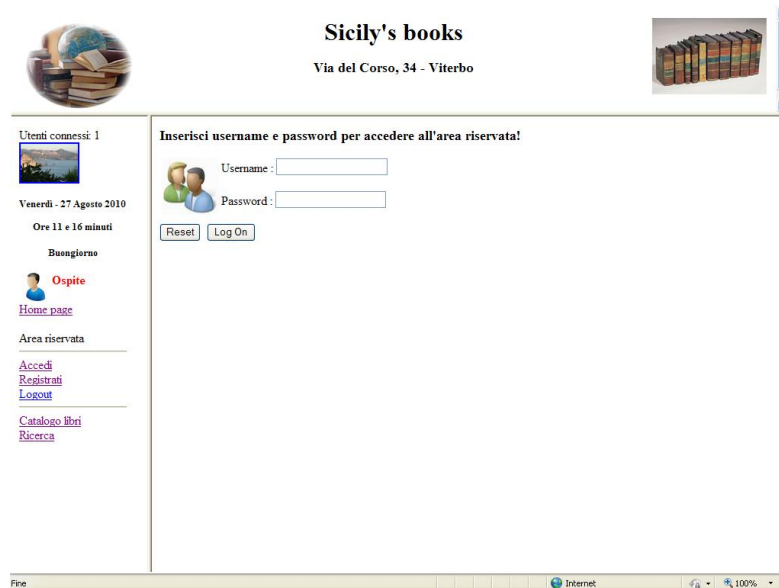 Sicily's books
Via del Corso, 34 - Viterbo
Utenti connessi: 1
Venerdì - 27 Agosto 2010
Ore 11 e 16 minuti
Buongiorno
Ospite
Home page
Area riservata
Accedi
Registrati
Logout
Catalogo libri
Ricerca
Inserisci username e password per accedere all'area riservata!
Username :
Password :
Reset Log On
Fine Internet 100%